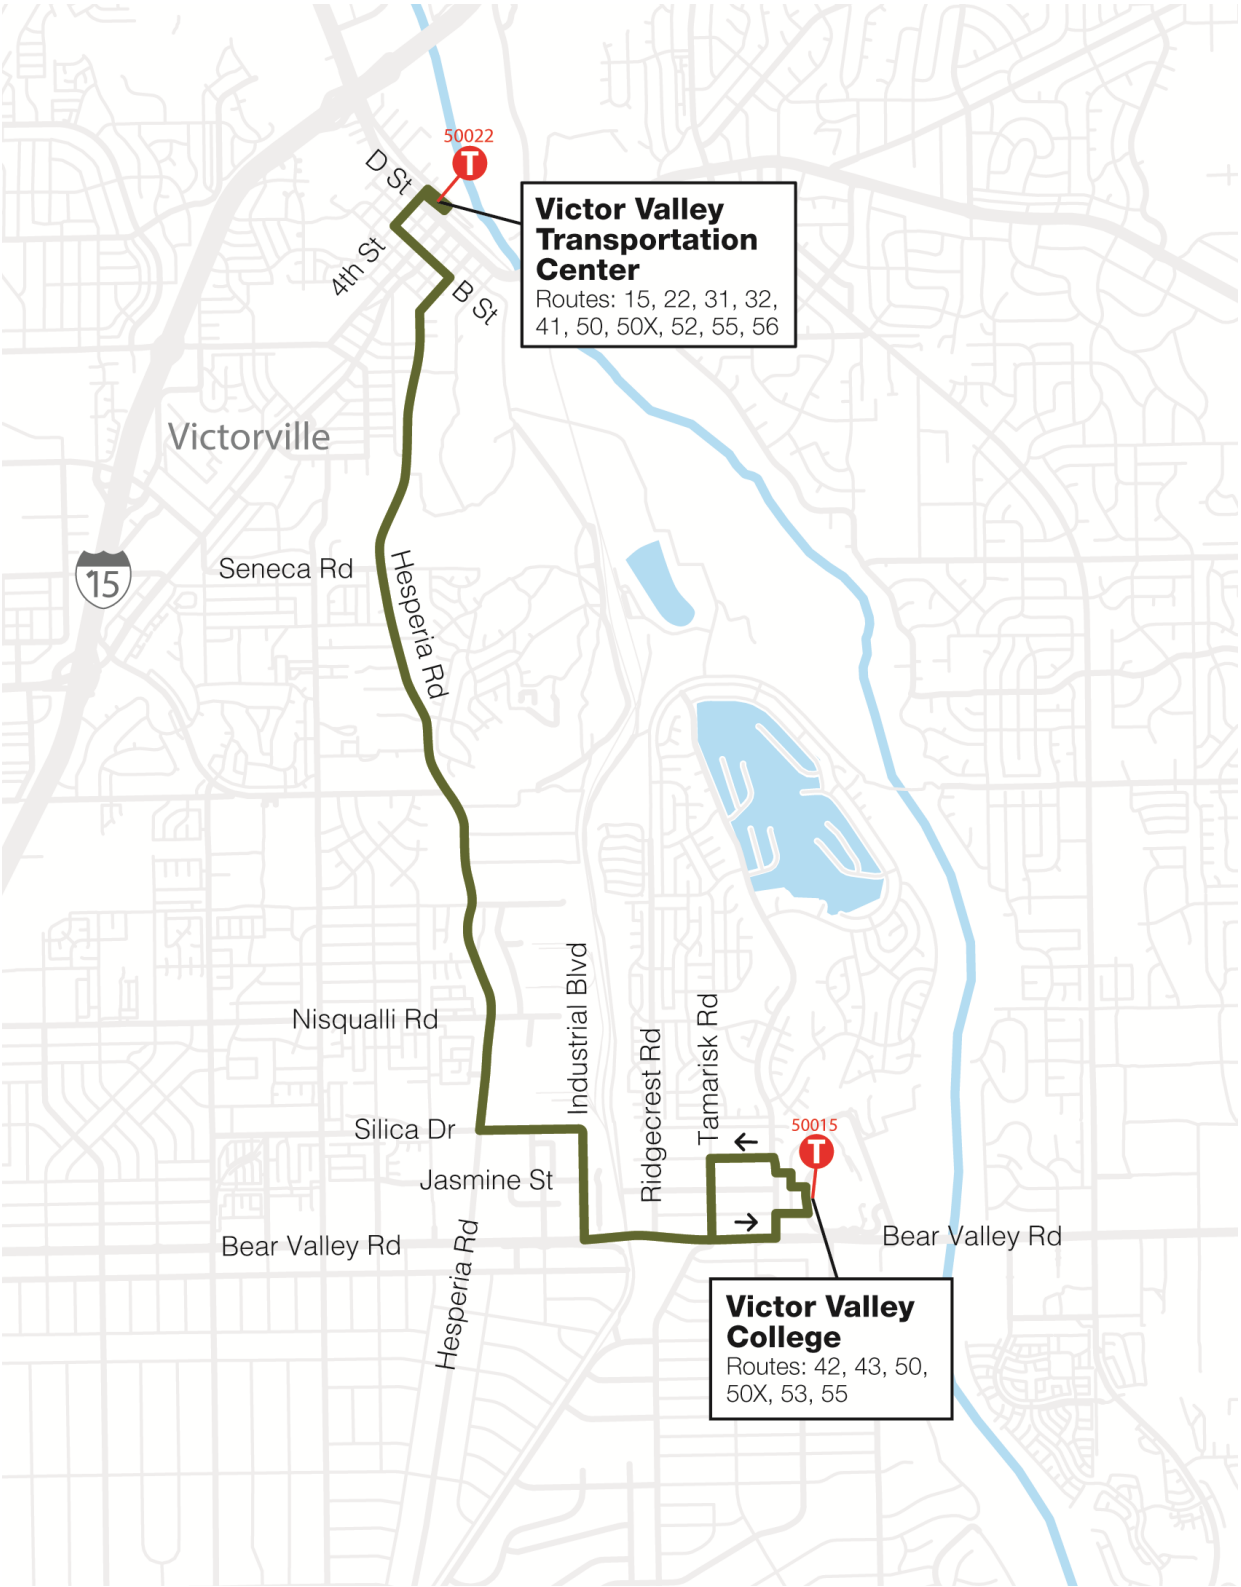 50022
T
D St
Victor Valley
Transportation
Center
Routes: 15, 22, 31, 32,
41, 50, 50X, 52, 55, 56
4th St
B St
Victorville
15
Seneca Rd
Hesperia Rd
Industrial Blvd
Nisqualli Rd
Ridgecrest Rd
Tamarisk Rd
Silica Dr
50015
T
Jasmine St
Bear Valley Rd
Hesperia Rd
Bear Valley Rd
Victor Valley
College
Routes: 42, 43, 50,
50X, 53, 55